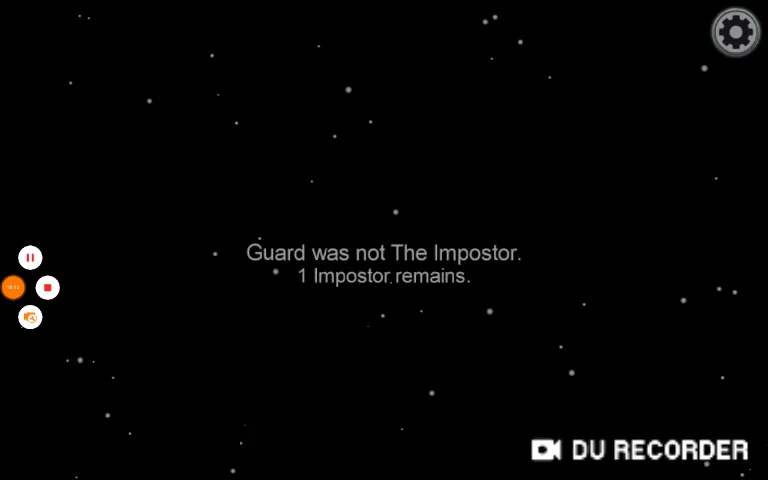 Guard was not The Impostor.
1 Impostor remains.
DU RECORDER